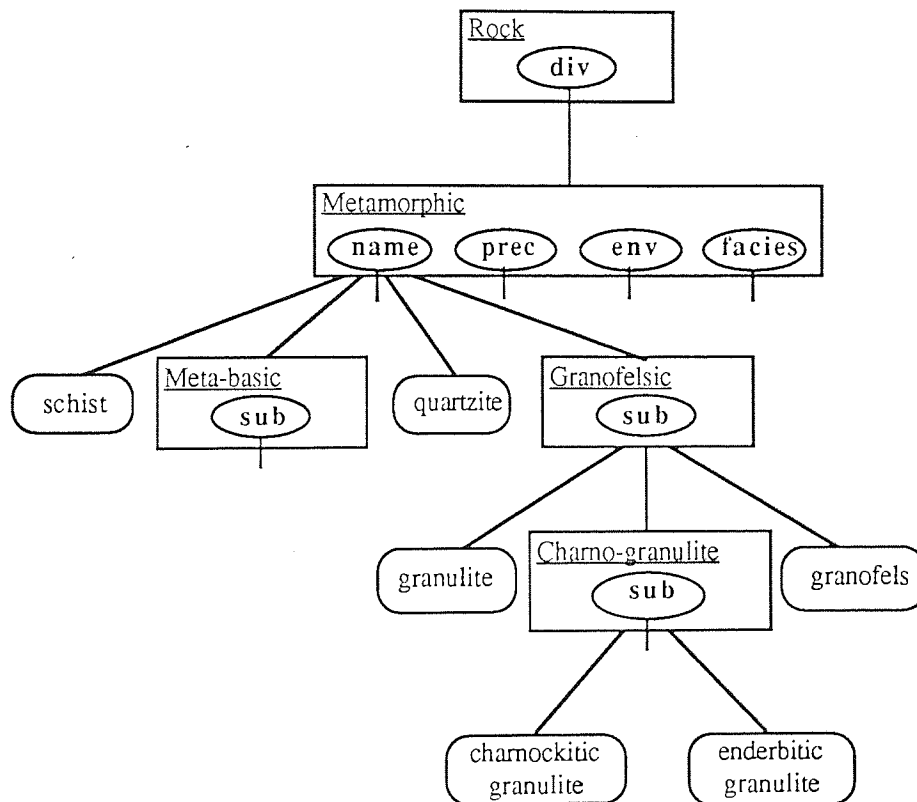 Rock
div
Metamorphic
name prec env facies
schist
Meta-basic
sub
quartzite
Granofelsic
sub
granulite
Charno-granulite
sub
granofels
charnockitic
granulite
enderbitic
granulite